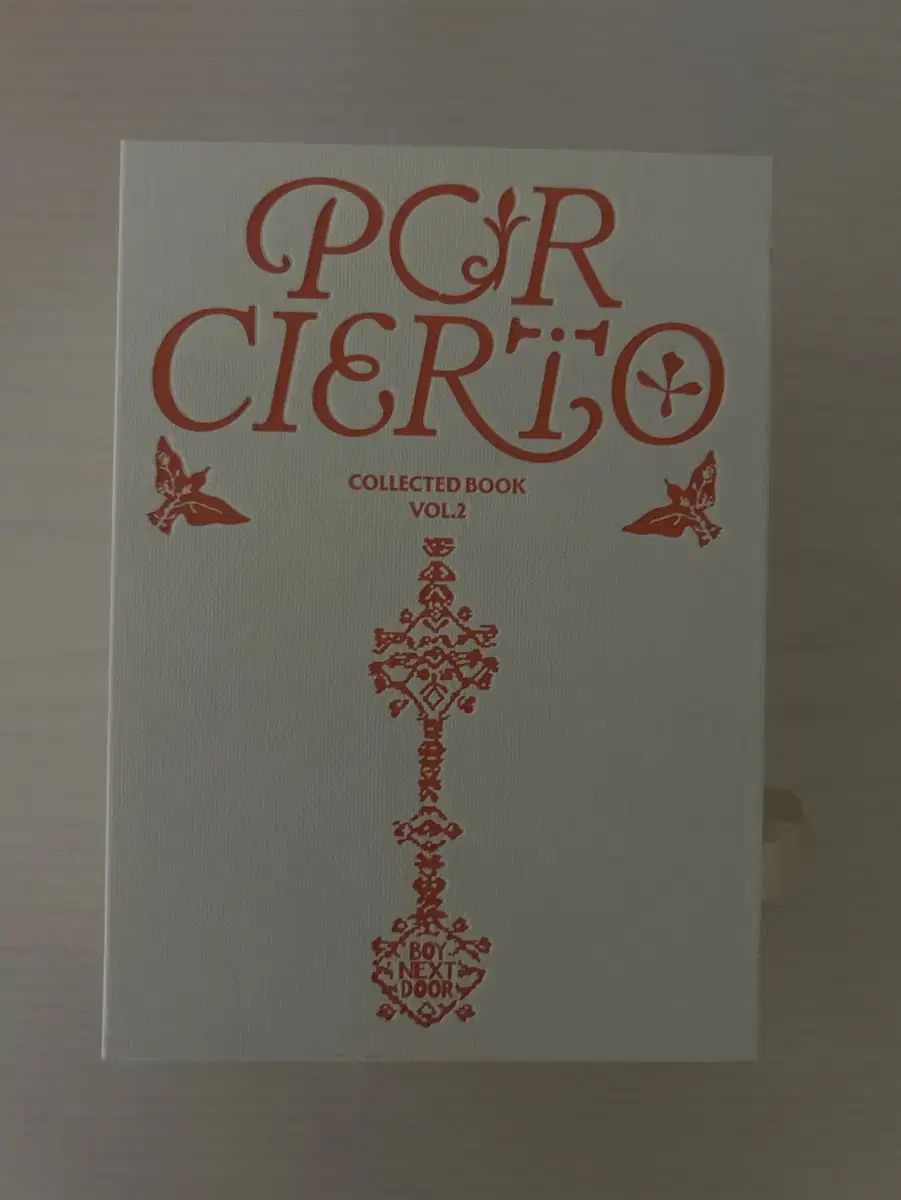 POR
CIERTO
COLLECTED BOOK
VOL.2
BOY-
NEXT
DOOR